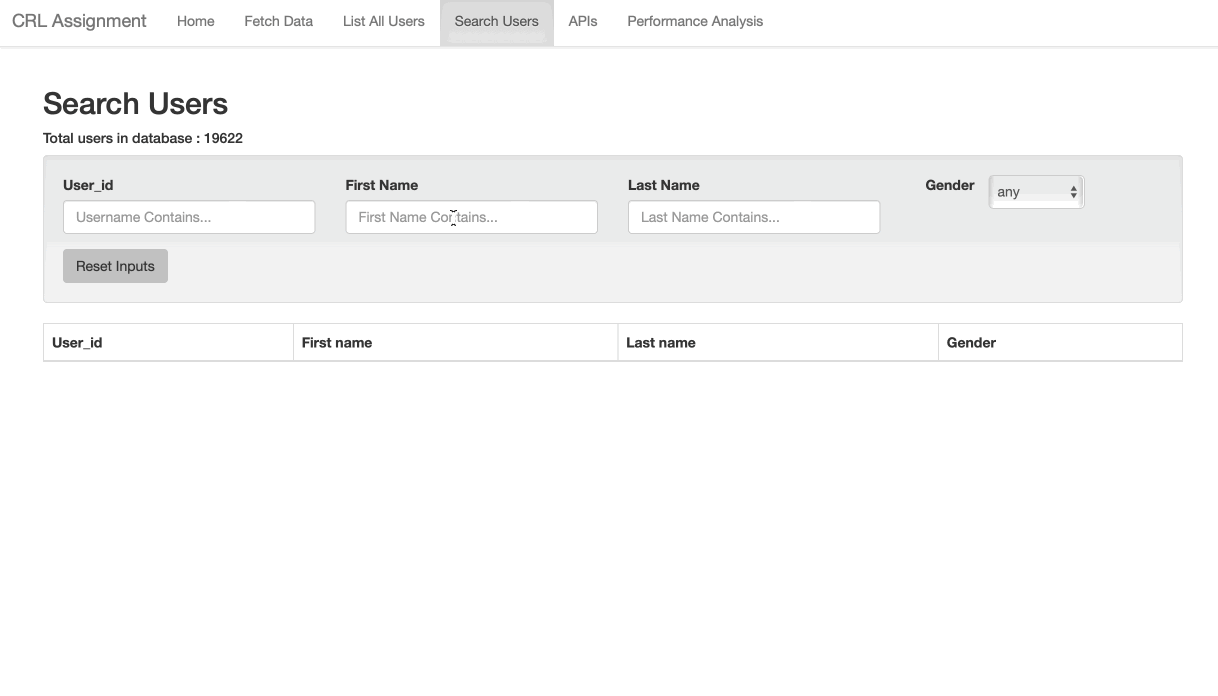 CRL Assignment Home Fetch Data List All Users Search Users APIs Performance Analysis
Search Users
Total users in database : 19622
User_id First Name Last Name Gender any
Username Contains... First Name Contains... Last Name Contains...
Reset Inputs
User_id First name Last name Gender